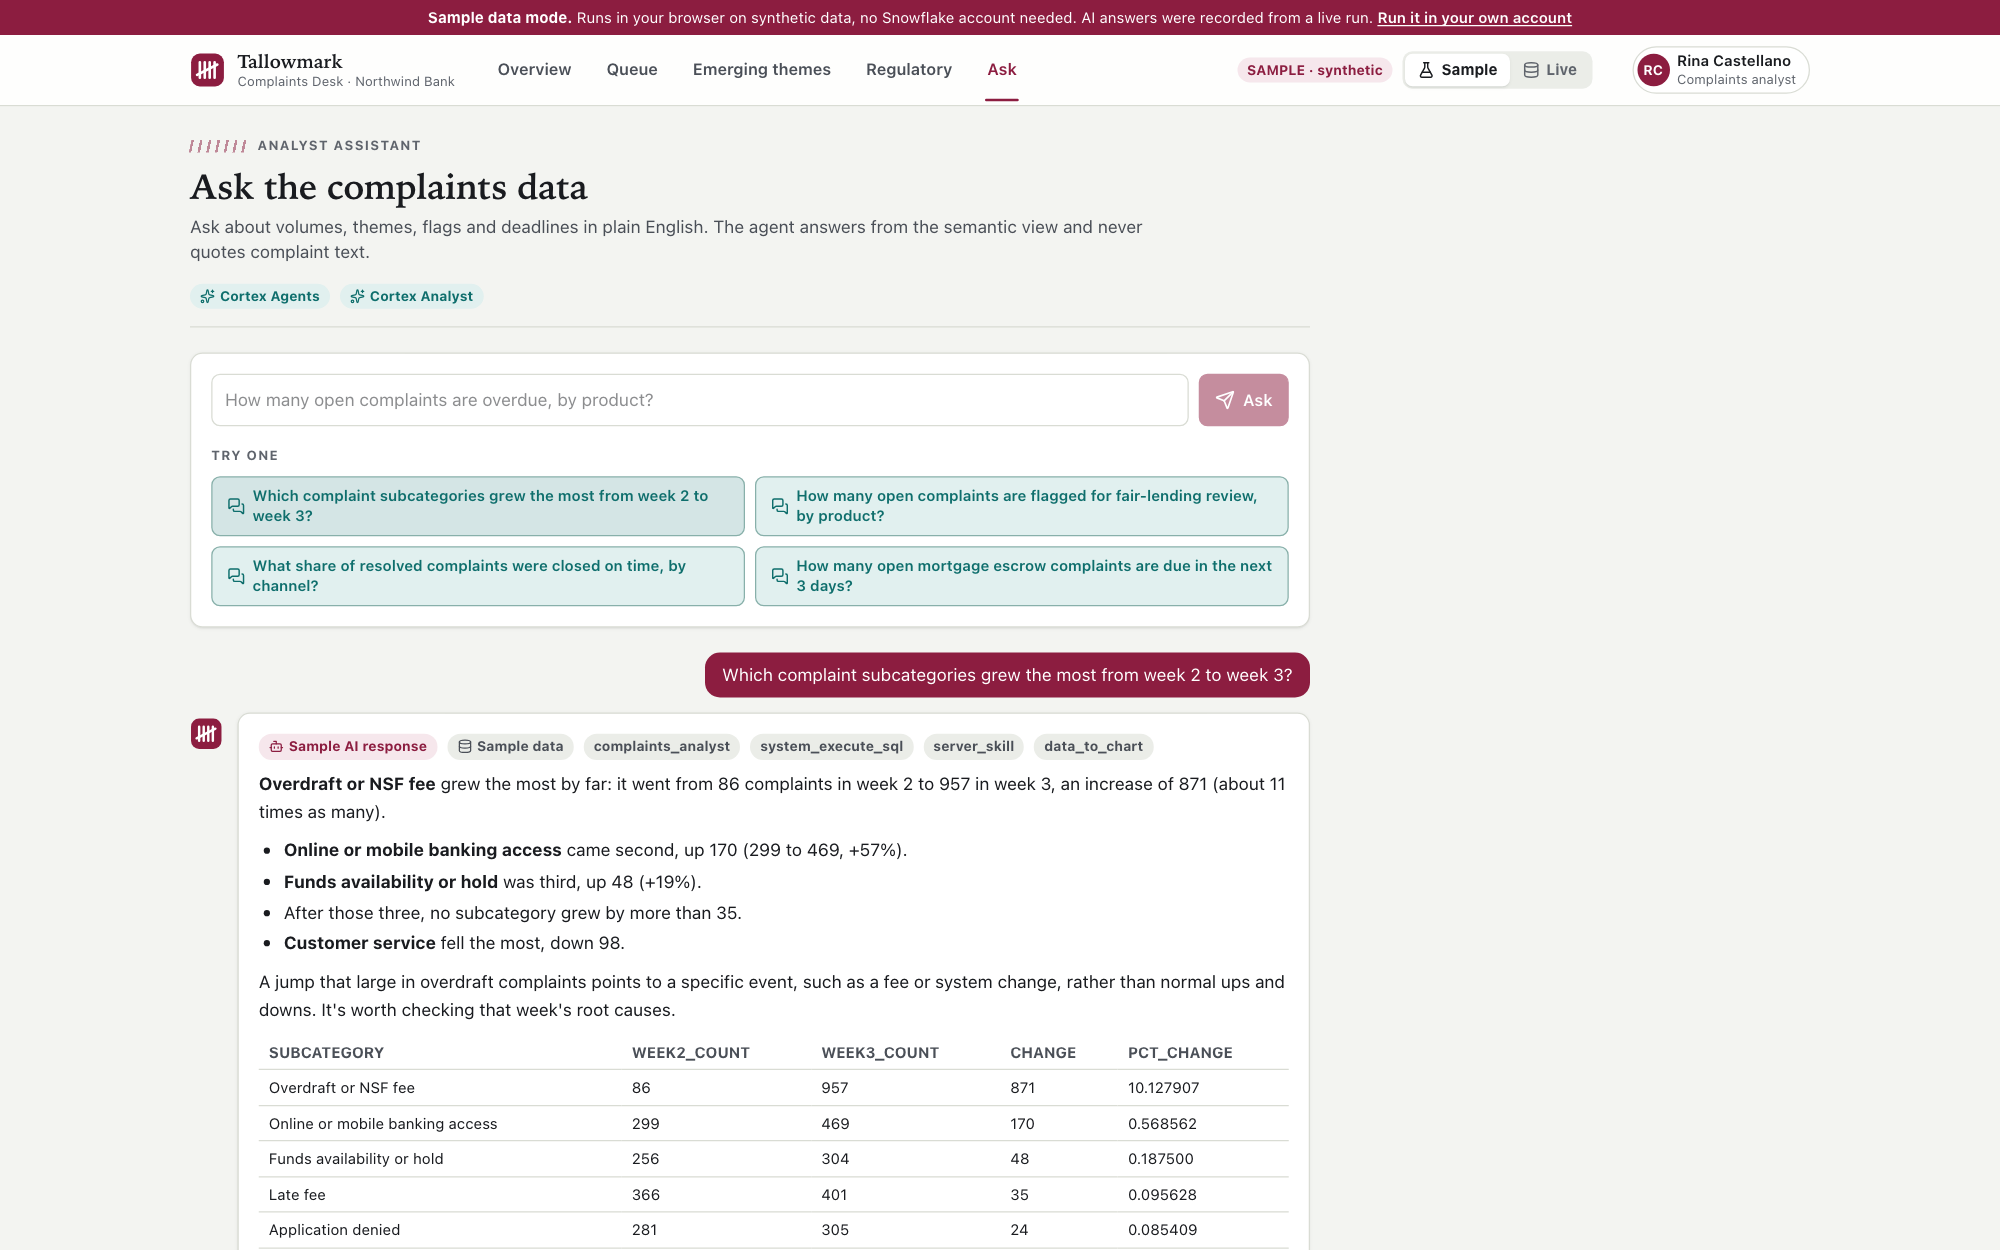 Sample data mode. Runs in your browser on synthetic data, no Snowflake account needed. AI answers were recorded from a live run. Run it in your own account
Tallowmark
Complaints Desk · Northwind Bank
Overview
Queue
Emerging themes
Regulatory
Ask
SAMPLE · synthetic
Sample
Live
RC
Rina Castellano
Complaints analyst
ANALYST ASSISTANT
Ask the complaints data
Ask about volumes, themes, flags and deadlines in plain English. The agent answers from the semantic view and never
quotes complaint text.
Cortex Agents
Cortex Analyst
How many open complaints are overdue, by product?
Ask
TRY ONE
Which complaint subcategories grew the most from week 2 to
week 3?
How many open complaints are flagged for fair-lending review,
by product?
What share of resolved complaints were closed on time, by
channel?
How many open mortgage escrow complaints are due in the next
3 days?
Which complaint subcategories grew the most from week 2 to week 3?
Sample AI response
Sample data
complaints_analyst
system_execute_sql
server_skill
data_to_chart
Overdraft or NSF fee grew the most by far: it went from 86 complaints in week 2 to 957 in week 3, an increase of 871 (about 11
times as many).
• Online or mobile banking access came second, up 170 (299 to 469, +57%).
• Funds availability or hold was third, up 48 (+19%).
• After those three, no subcategory grew by more than 35.
• Customer service fell the most, down 98.
A jump that large in overdraft complaints points to a specific event, such as a fee or system change, rather than normal ups and
downs. It's worth checking that week's root causes.
SUBCATEGORY WEEK2_COUNT WEEK3_COUNT CHANGE PCT_CHANGE
Overdraft or NSF fee 86 957 871 10.127907
Online or mobile banking access 299 469 170 0.568562
Funds availability or hold 256 304 48 0.187500
Late fee 366 401 35 0.095628
Application denied 281 305 24 0.085409